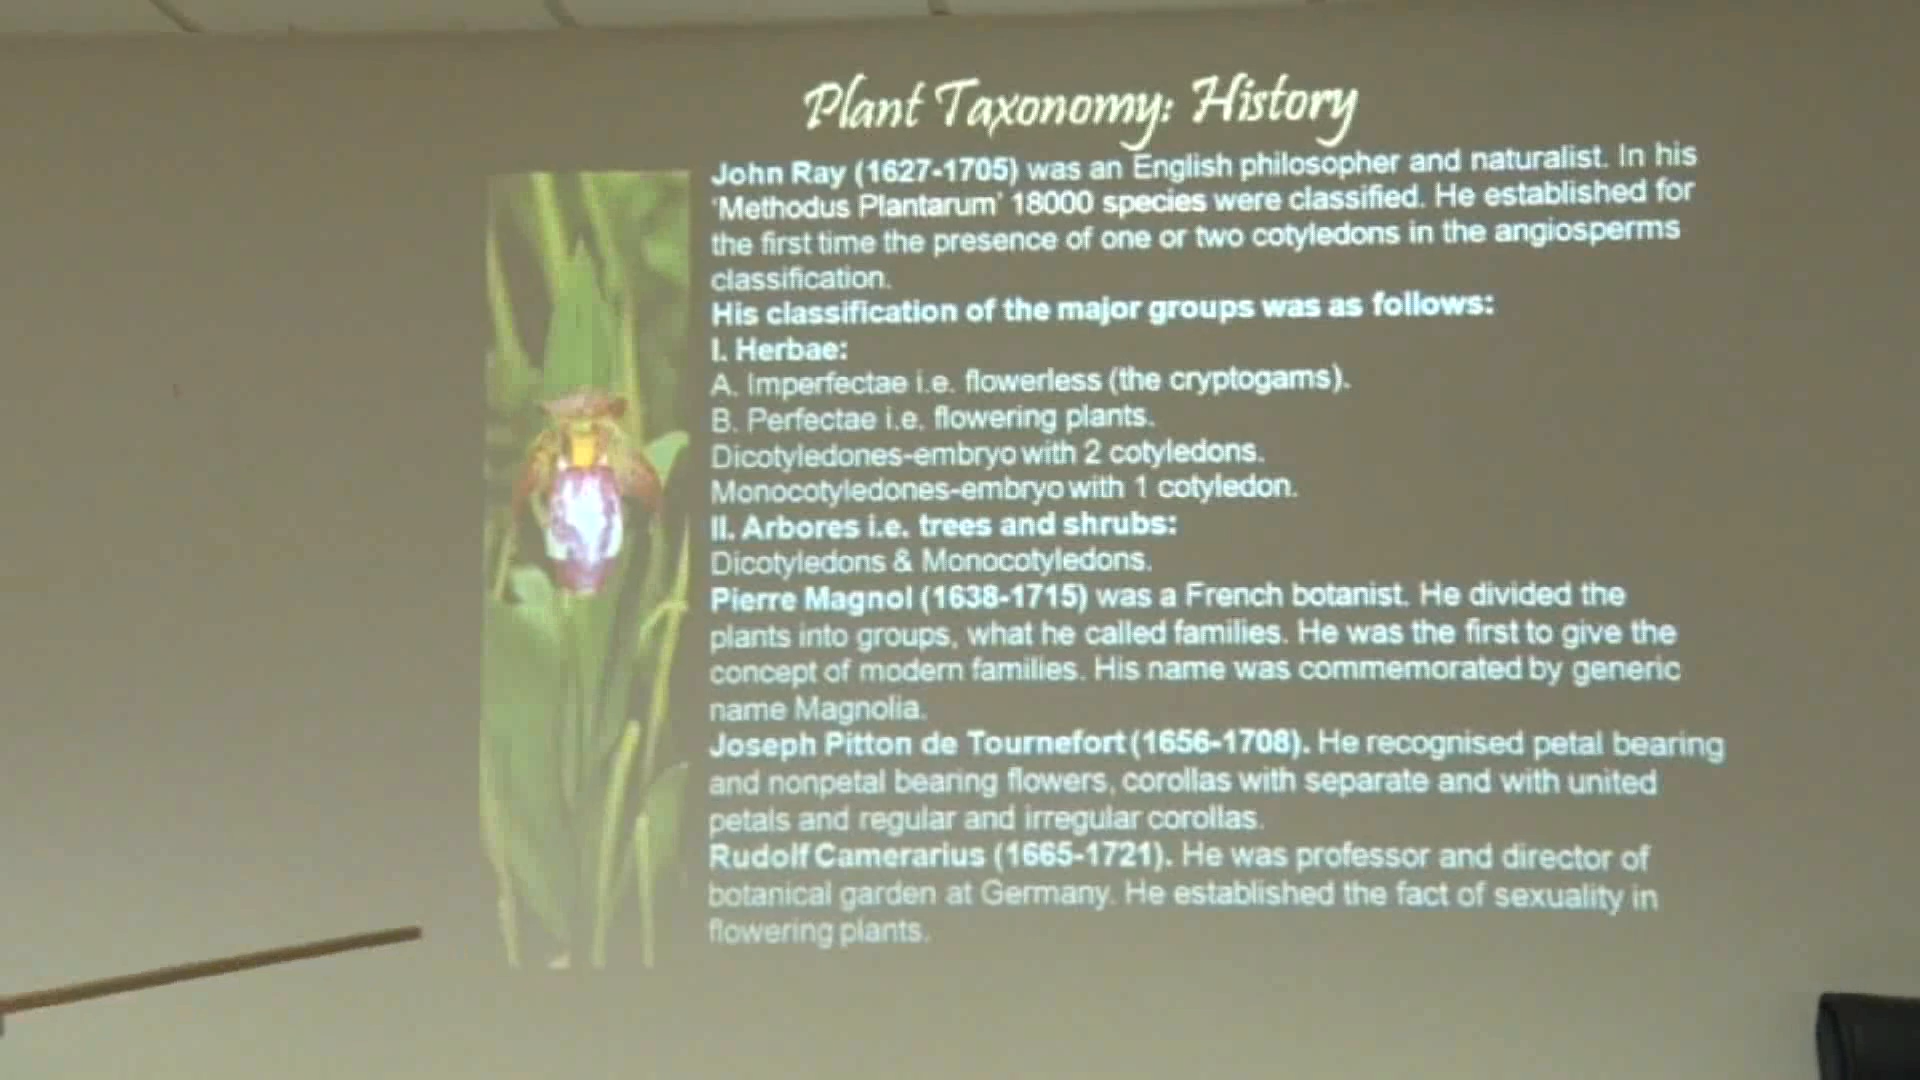 Plant Taxonomy: History
John Ray (1627-1705) was an English philosopher and naturalist. In his
'Methodus Plantarum' 18000 species were classified. He established for
the first time the presence of one or two cotyledons in the angiosperms
classification.
His classification of the major groups was as follows:
I. Herbae:
A. Imperfectae i.e. flowerless (the cryptogams).
B. Perfectae i.e. flowering plants.
Dicotyledones-embryo with 2 cotyledons.
Monocotyledones-embryo with 1 cotyledon.
II. Arbores i.e. trees and shrubs:
Dicotyledons & Monocotyledons.
Pierre Magnol (1638-1715) was a French botanist. He divided the
plants into groups, what he called families. He was the first to give the
concept of modern families. His name was commemorated by generic
name Magnolia.
Joseph Pitton de Tournefort (1656-1708). He recognised petal bearing
and nonpetal bearing flowers, corollas with separate and with united
petals and regular and irregular corollas.
Rudolf Camerarius (1665-1721). He was professor and director of
botanical garden at Germany. He established the fact of sexuality in
flowering plants.